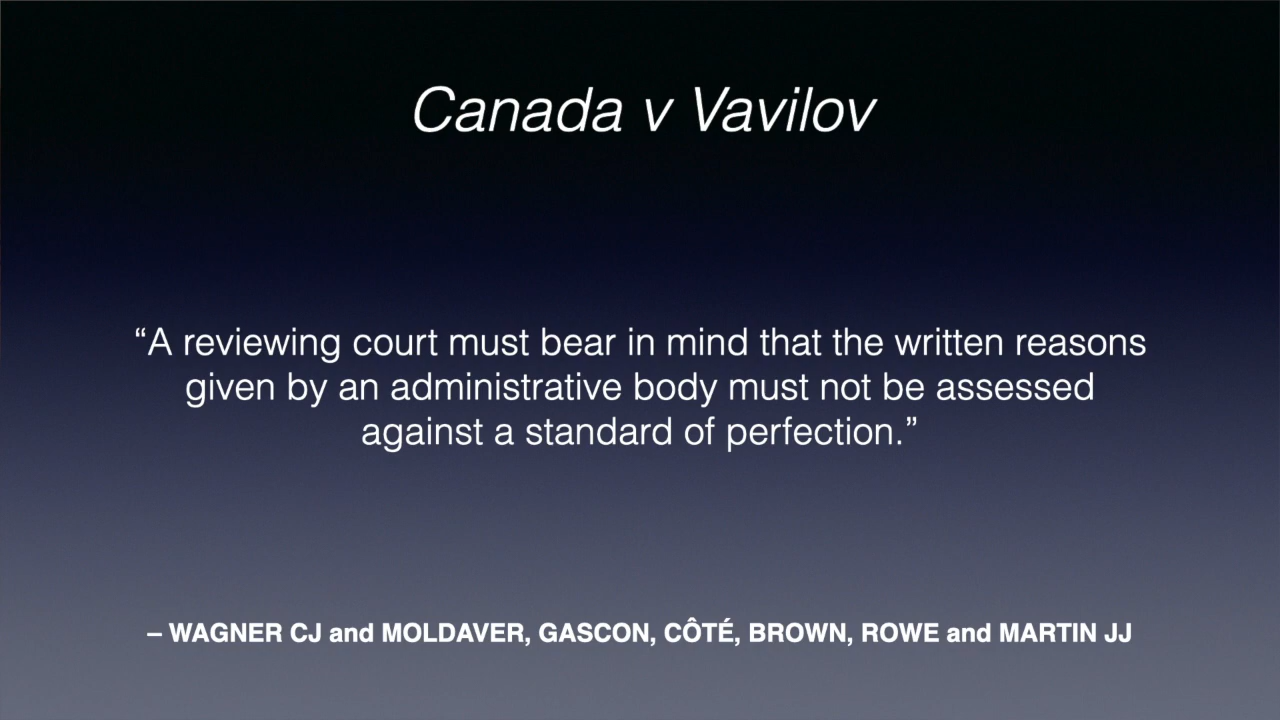 Canada v Vavilov
“A reviewing court must bear in mind that the written reasons
given by an administrative body must not be assessed
against a standard of perfection.”
– WAGNER CJ and MOLDAVER, GASCON, CÔTÉ, BROWN, ROWE and MARTIN JJ